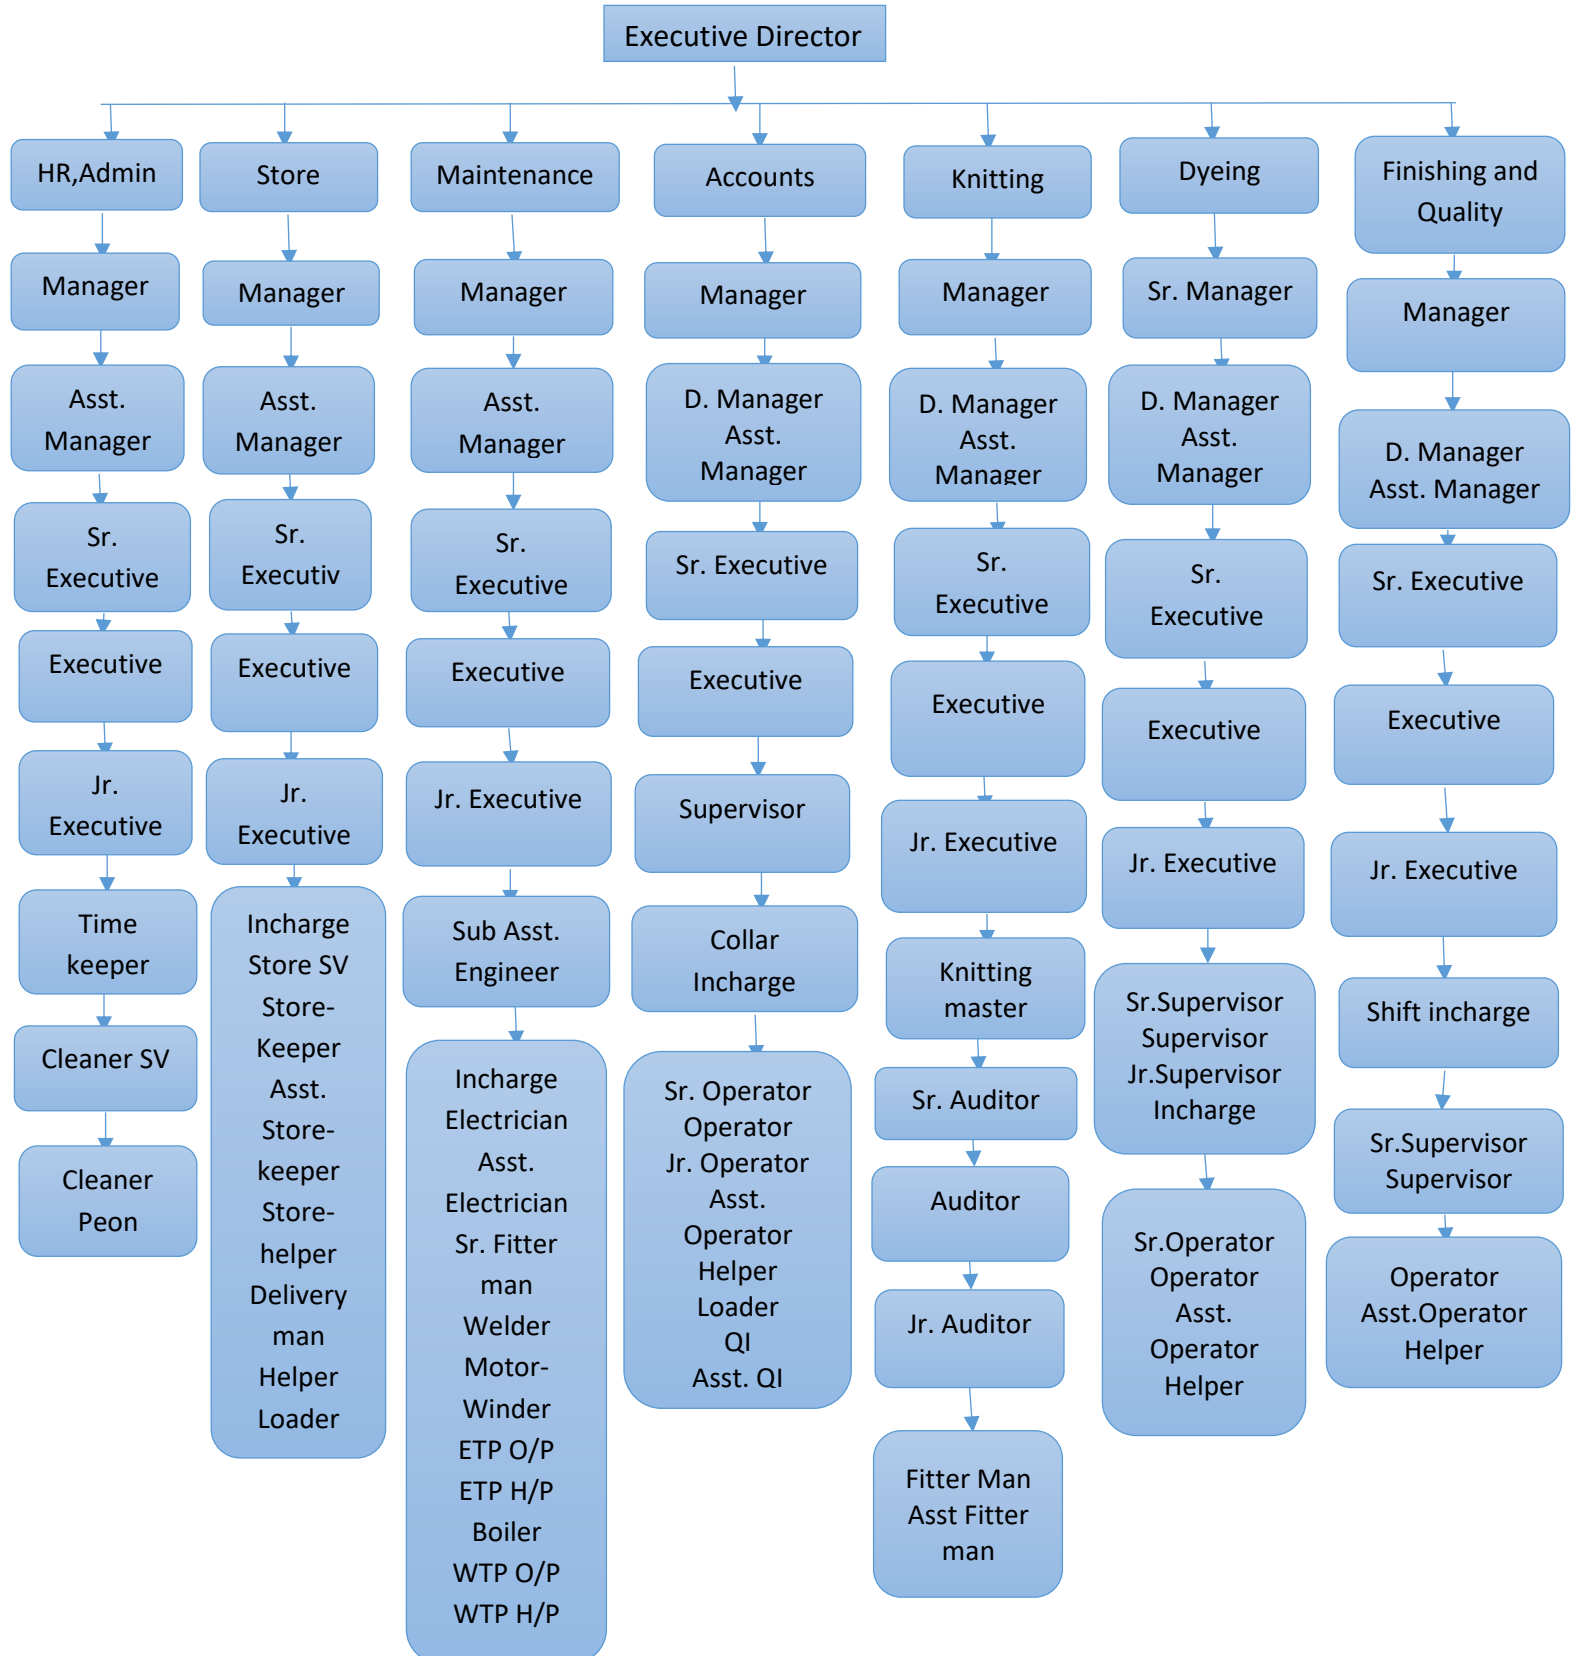 Executive Director
HR,Admin
Manager
Asst.
Manager
Sr.
Executive
Executive
Jr.
Executive
Time
keeper
Cleaner SV
Cleaner
Peon
Store
Manager
Asst.
Manager
Sr.
Executiv
Executive
Jr.
Executive
Incharge
Store SV
Store-
Keeper
Asst.
Store-
keeper
Store-
helper
Delivery
man
Helper
Loader
Maintenance
Manager
Asst.
Manager
Sr.
Executive
Executive
Jr. Executive
Sub Asst.
Engineer
Incharge
Electrician
Asst.
Electrician
Sr. Fitter
man
Welder
Motor-
Winder
ETP O/P
ETP H/P
Boiler
WTP O/P
WTP H/P
Accounts
Manager
D. Manager
Asst.
Manager
Sr. Executive
Executive
Supervisor
Collar
Incharge
Sr. Operator
Operator
Jr. Operator
Asst.
Operator
Helper
Loader
QI
Asst. QI
Knitting
Manager
D. Manager
Asst.
Manager
Sr.
Executive
Executive
Jr. Executive
Knitting
master
Sr. Auditor
Auditor
Jr. Auditor
Fitter Man
Asst Fitter
man
Dyeing
Sr. Manager
D. Manager
Asst.
Manager
Sr.
Executive
Executive
Jr. Executive
Sr.Supervisor
Supervisor
Jr.Supervisor
Incharge
Sr.Operator
Operator
Asst.
Operator
Helper
Finishing and
Quality
Manager
D. Manager
Asst. Manager
Sr. Executive
Executive
Jr. Executive
Shift incharge
Sr.Supervisor
Supervisor
Operator
Asst.Operator
Helper